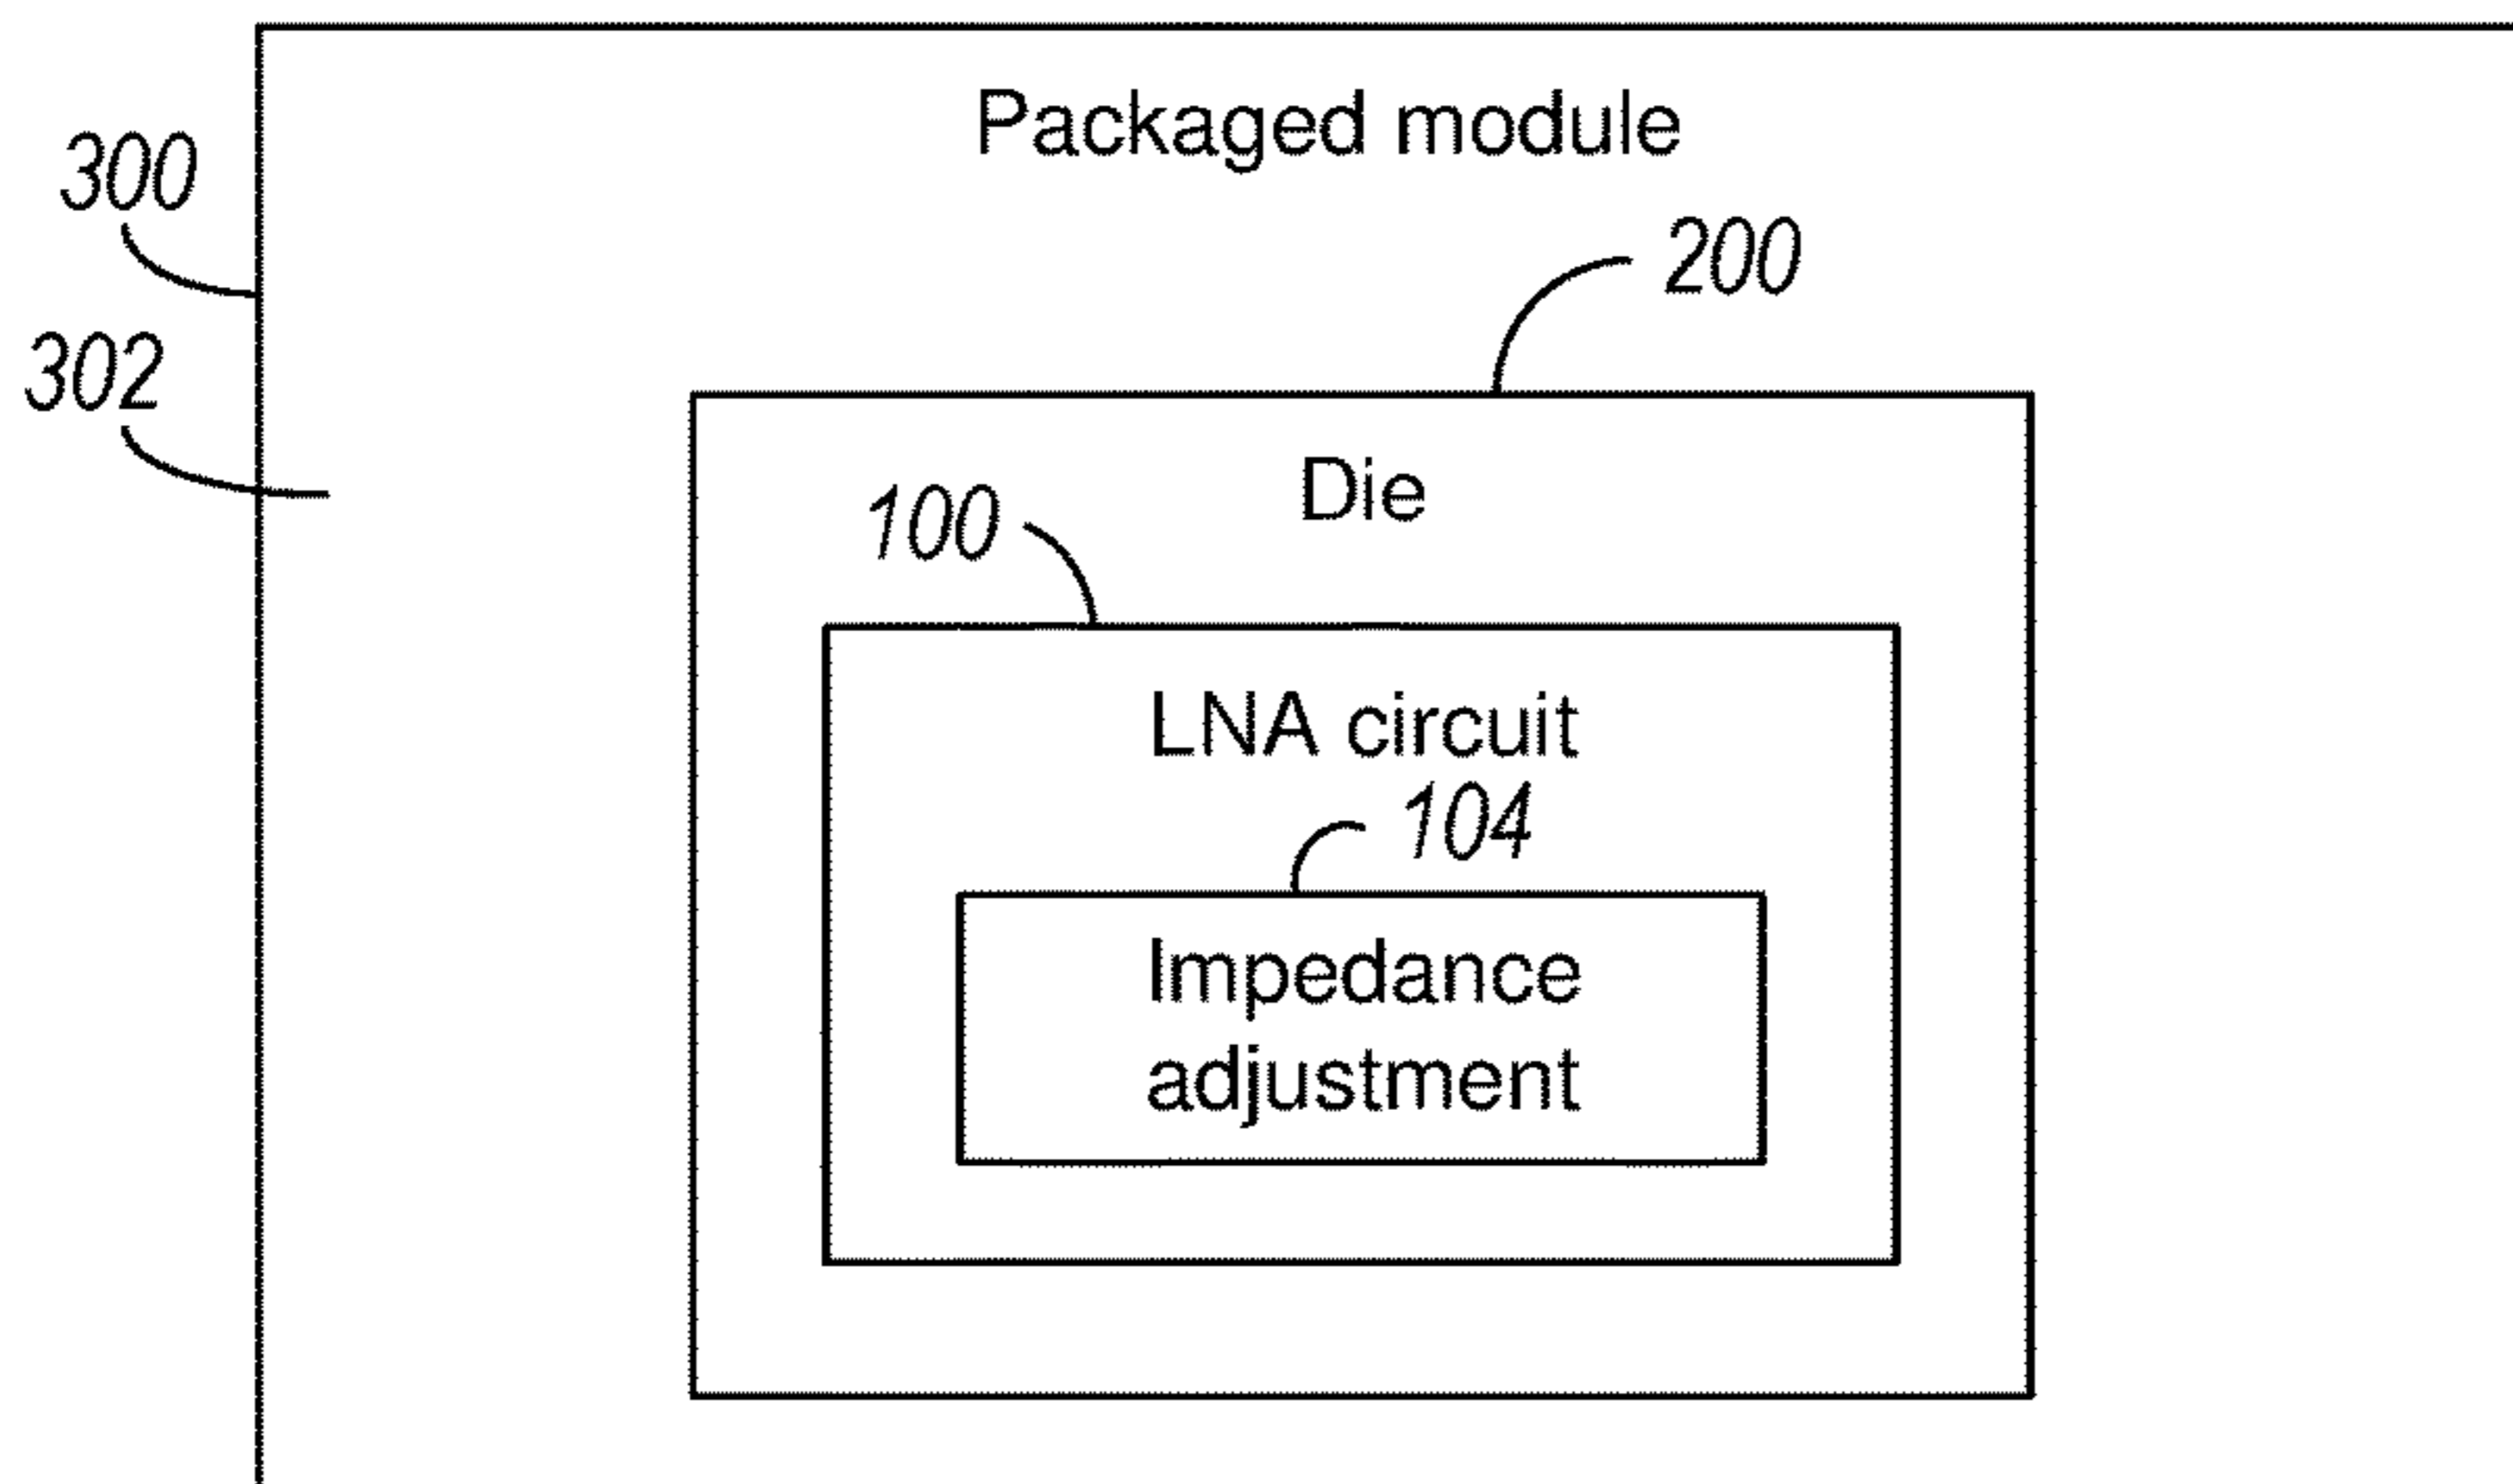 Packaged module
300
200
302
Die
100
LNA circuit
104
Impedance
adjustment